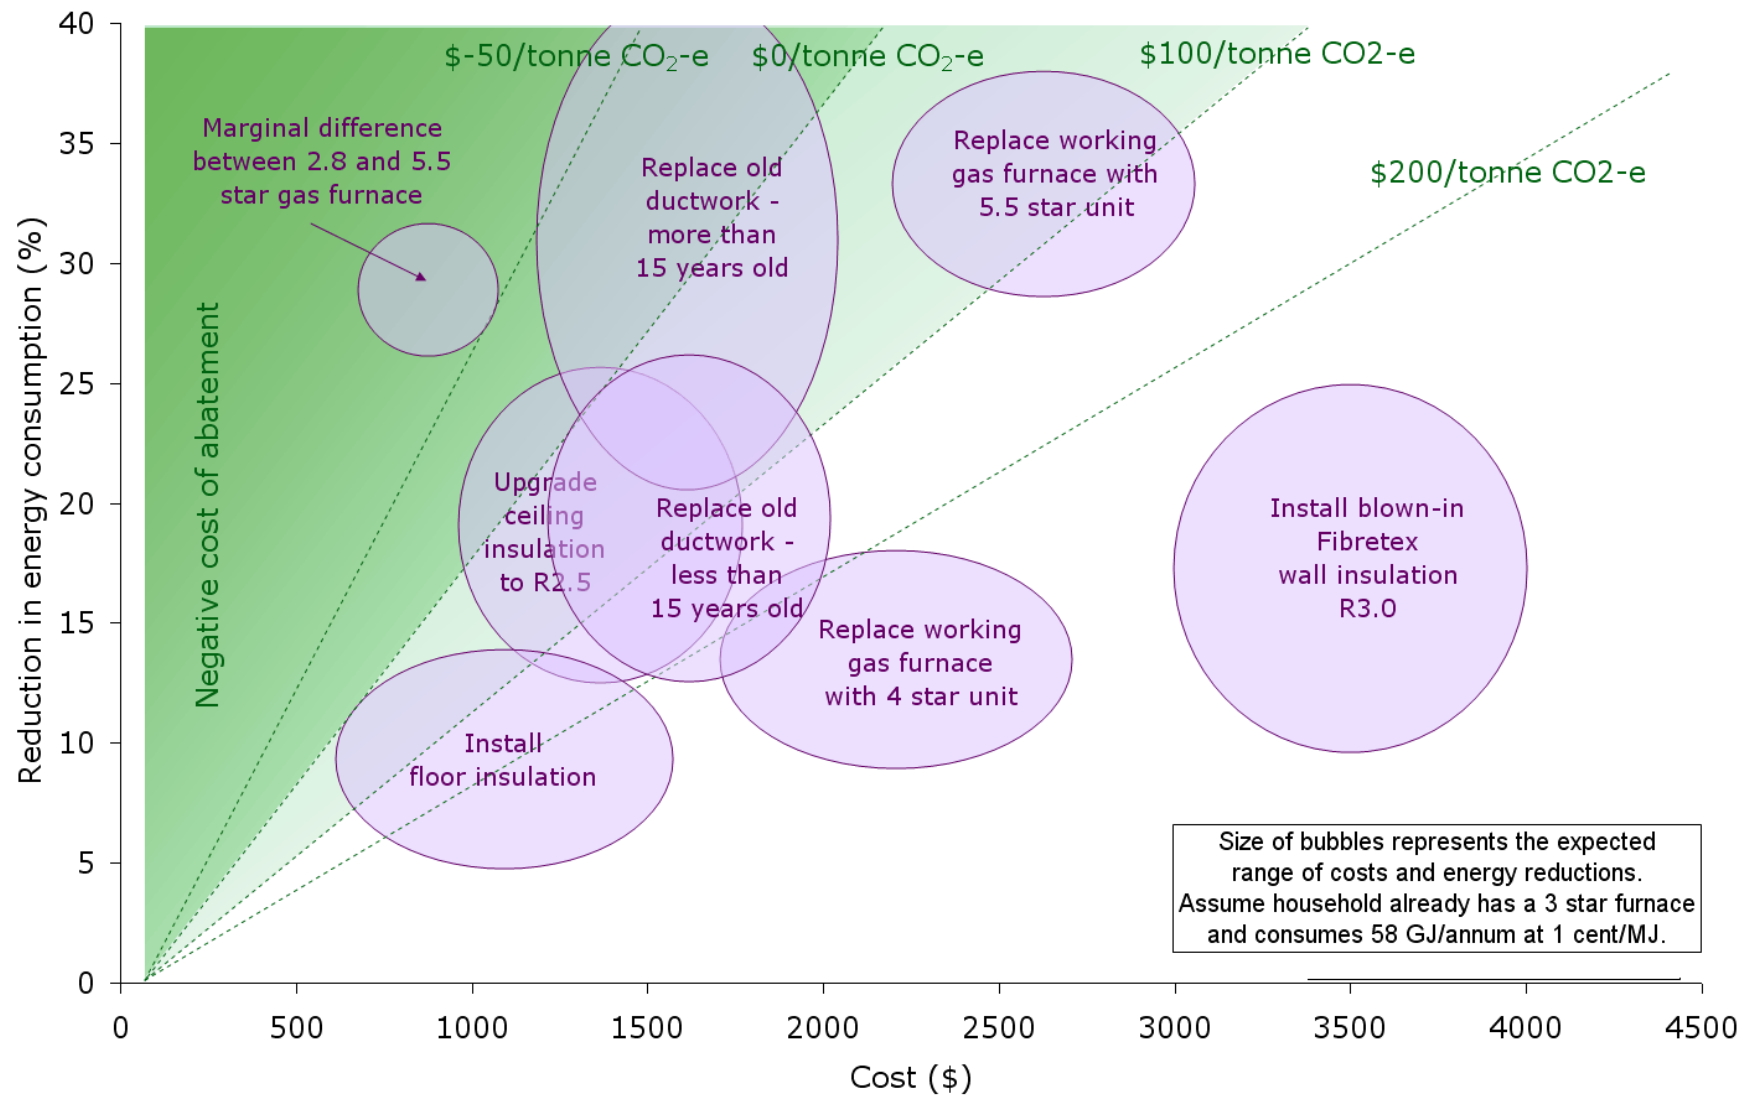 Reduction in energy consumption (%)
40
35
30
25
20
15
10
5
0
0
500
1000
1500
2000
2500
3000
3500
4000
4500
Cost ($)
Negative cost of abatement
$-50/tonne CO₂-e
$0/tonne CO₂-e
$100/tonne CO2-e
$200/tonne CO2-e
Marginal difference
between 2.8 and 5.5
star gas furnace
Replace old
ductwork -
more than
15 years old
Replace working
gas furnace with
5.5 star unit
Upgrade
ceiling
insulation
to R2.5
Replace old
ductwork -
less than
15 years old
Replace working
gas furnace
with 4 star unit
Install blown-in
Fibretex
wall insulation
R3.0
Install
floor insulation
Size of bubbles represents the expected
range of costs and energy reductions.
Assume household already has a 3 star furnace
and consumes 58 GJ/annum at 1 cent/MJ.